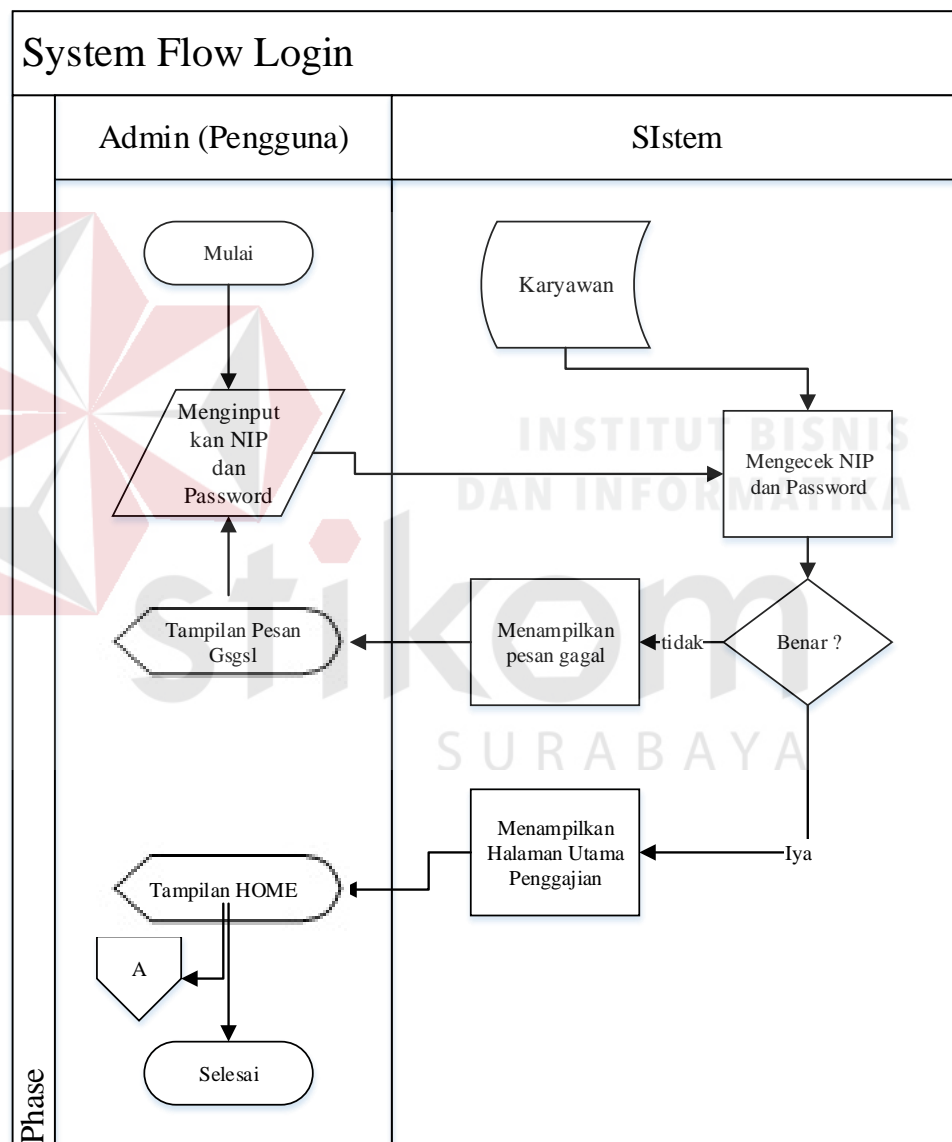 System Flow Login
Admin (Pengguna)
SIstem
Mulai
Karyawan
Menginput
kan NIP
dan
Password
INSTITUT BISNIS
DAN INFORMATIKA
Mengecek NIP
dan Password
stikom
SURABAYA
Tampilan Pesan
Gsgsl
Menampilkan
pesan gagal
tidak
Benar ?
Menampilkan
Halaman Utama
Penggajian
Iya
Tampilan HOME
A
Selesai
Phase